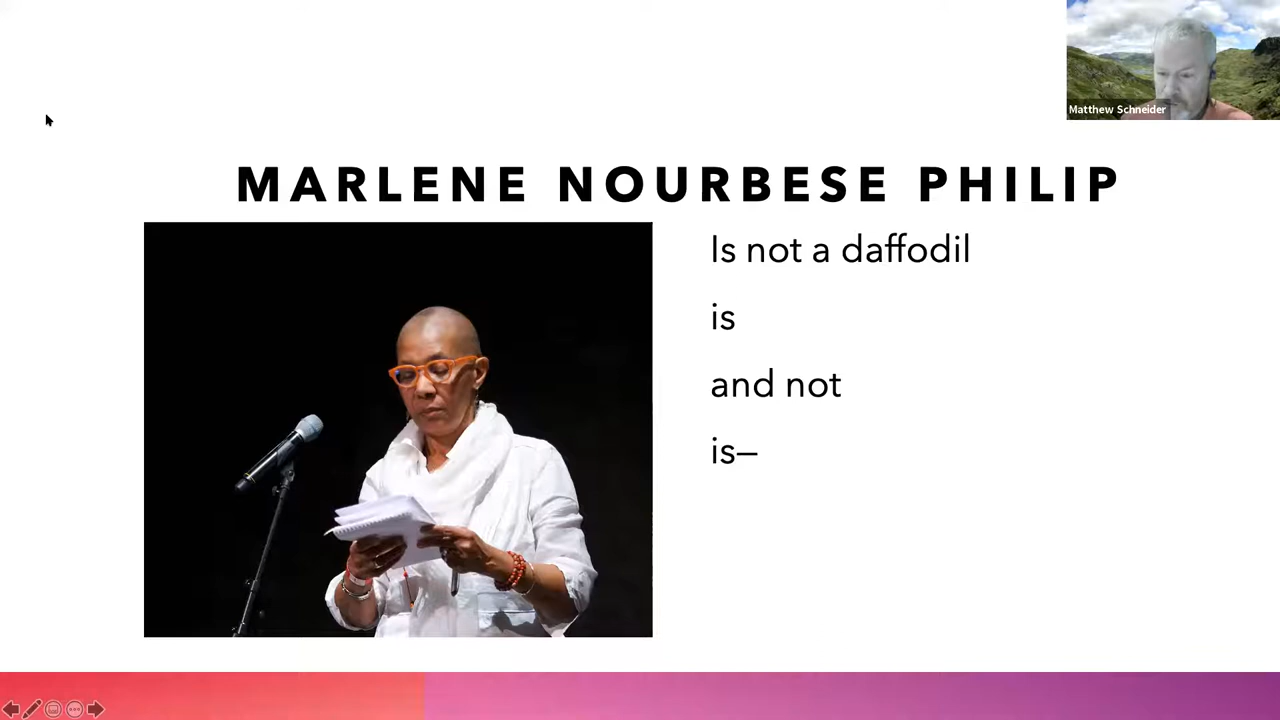 Matthew Schneider
MARLENE NOURBESE PHILIP
Is not a daffodil
is
and not
is—